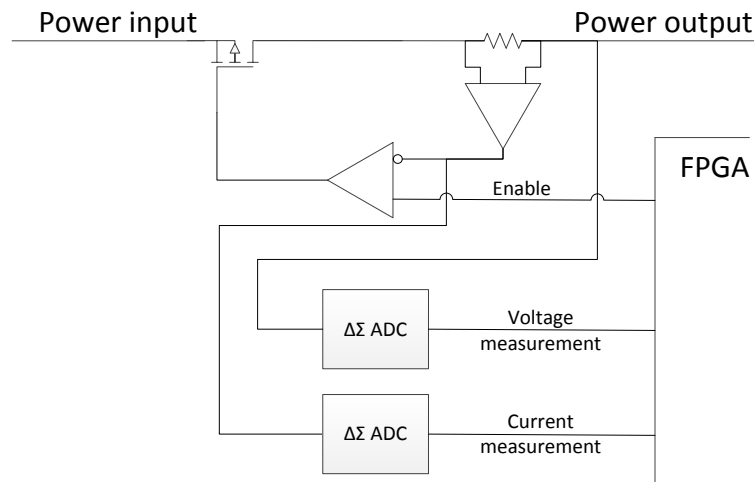 Power input
Power output
FPGA
Enable
ΔΣ ADC
Voltage
measurement
ΔΣ ADC
Current
measurement